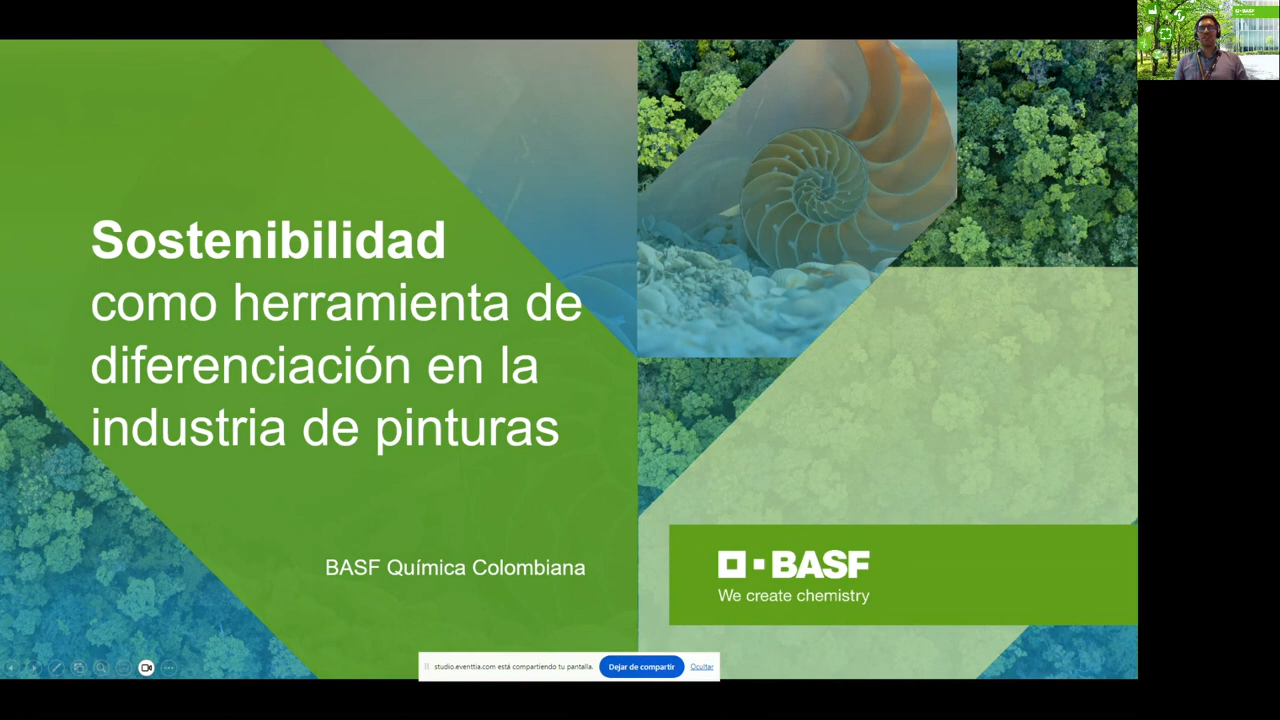 Sostenibilidad
como herramienta de
diferenciación en la
industria de pinturas
BASF Química Colombiana
BASF
We create chemistry
studio.eventtia.com está compartiendo tu pantalla.
Dejar de compartir
Ocultar
BASF